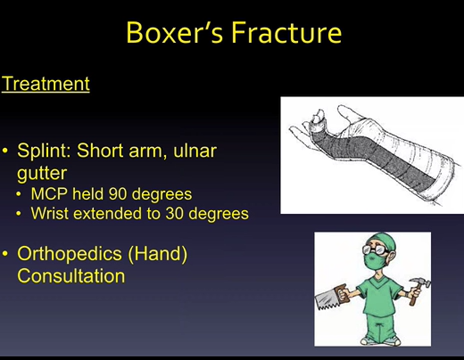 Boxer's Fracture
Treatment
• Splint: Short arm, ulnar
gutter
• MCP held 90 degrees
• Wrist extended to 30 degrees
• Orthopedics (Hand)
Consultation